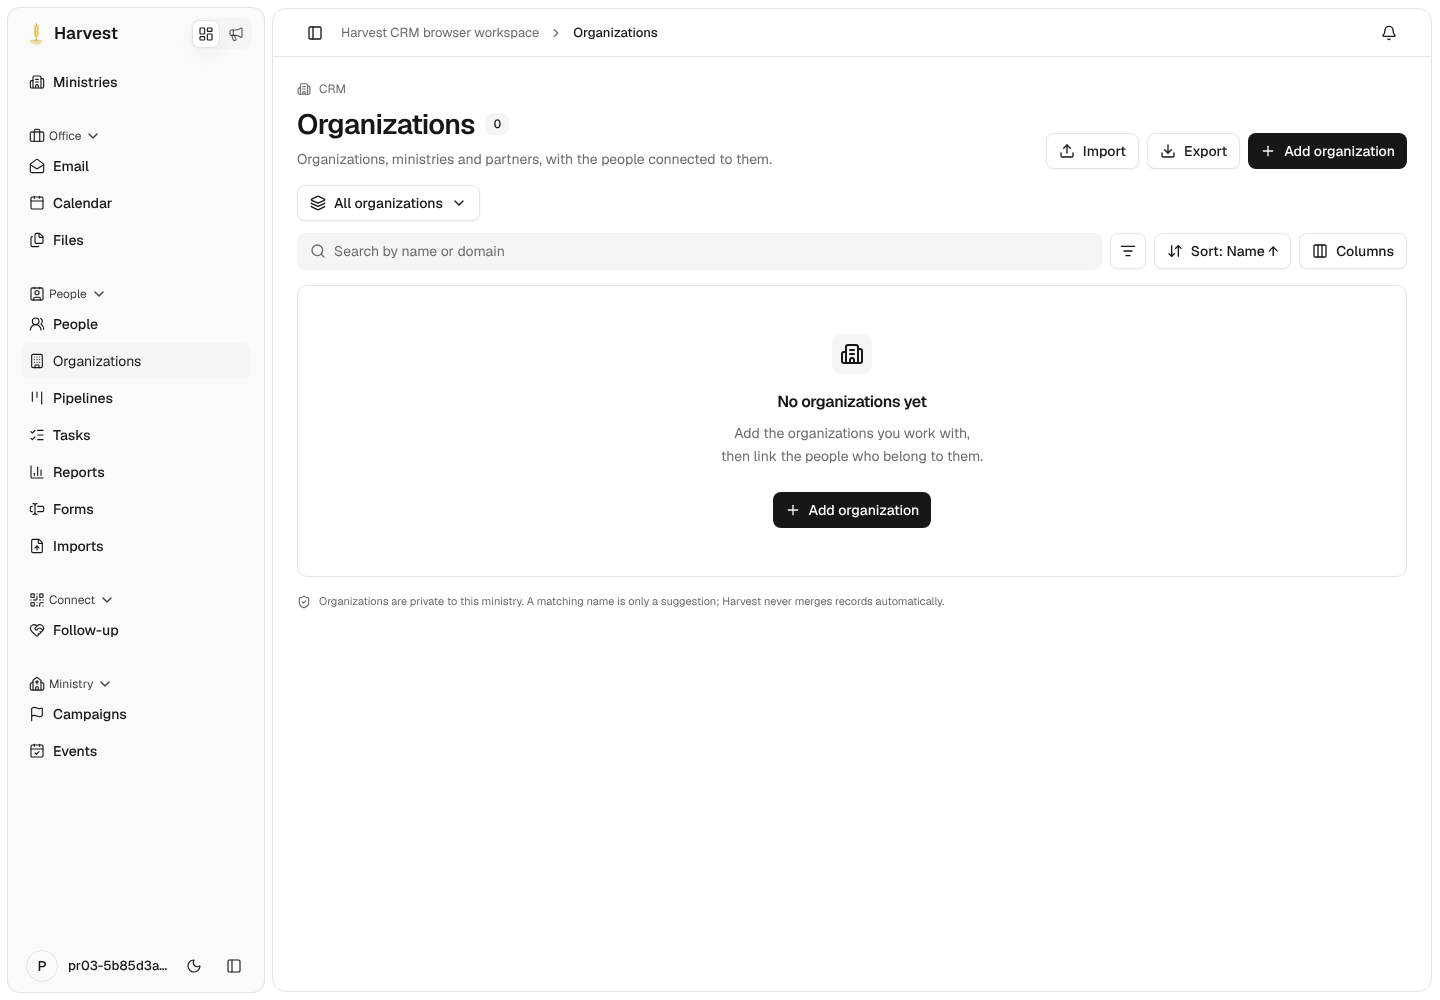 Harvest
Ministries
Office
Email
Calendar
Files
People
People
Organizations
Pipelines
Tasks
Reports
Forms
Imports
Connect
Follow-up
Ministry
Campaigns
Events
P pr03-5b85d3a...
Harvest CRM browser workspace > Organizations
CRM
Organizations 0
Organizations, ministries and partners, with the people connected to them.
Import Export + Add organization
All organizations
Search by name or domain
Sort: Name ↑ Columns
No organizations yet
Add the organizations you work with,
then link the people who belong to them.
+ Add organization
Organizations are private to this ministry. A matching name is only a suggestion; Harvest never merges records automatically.